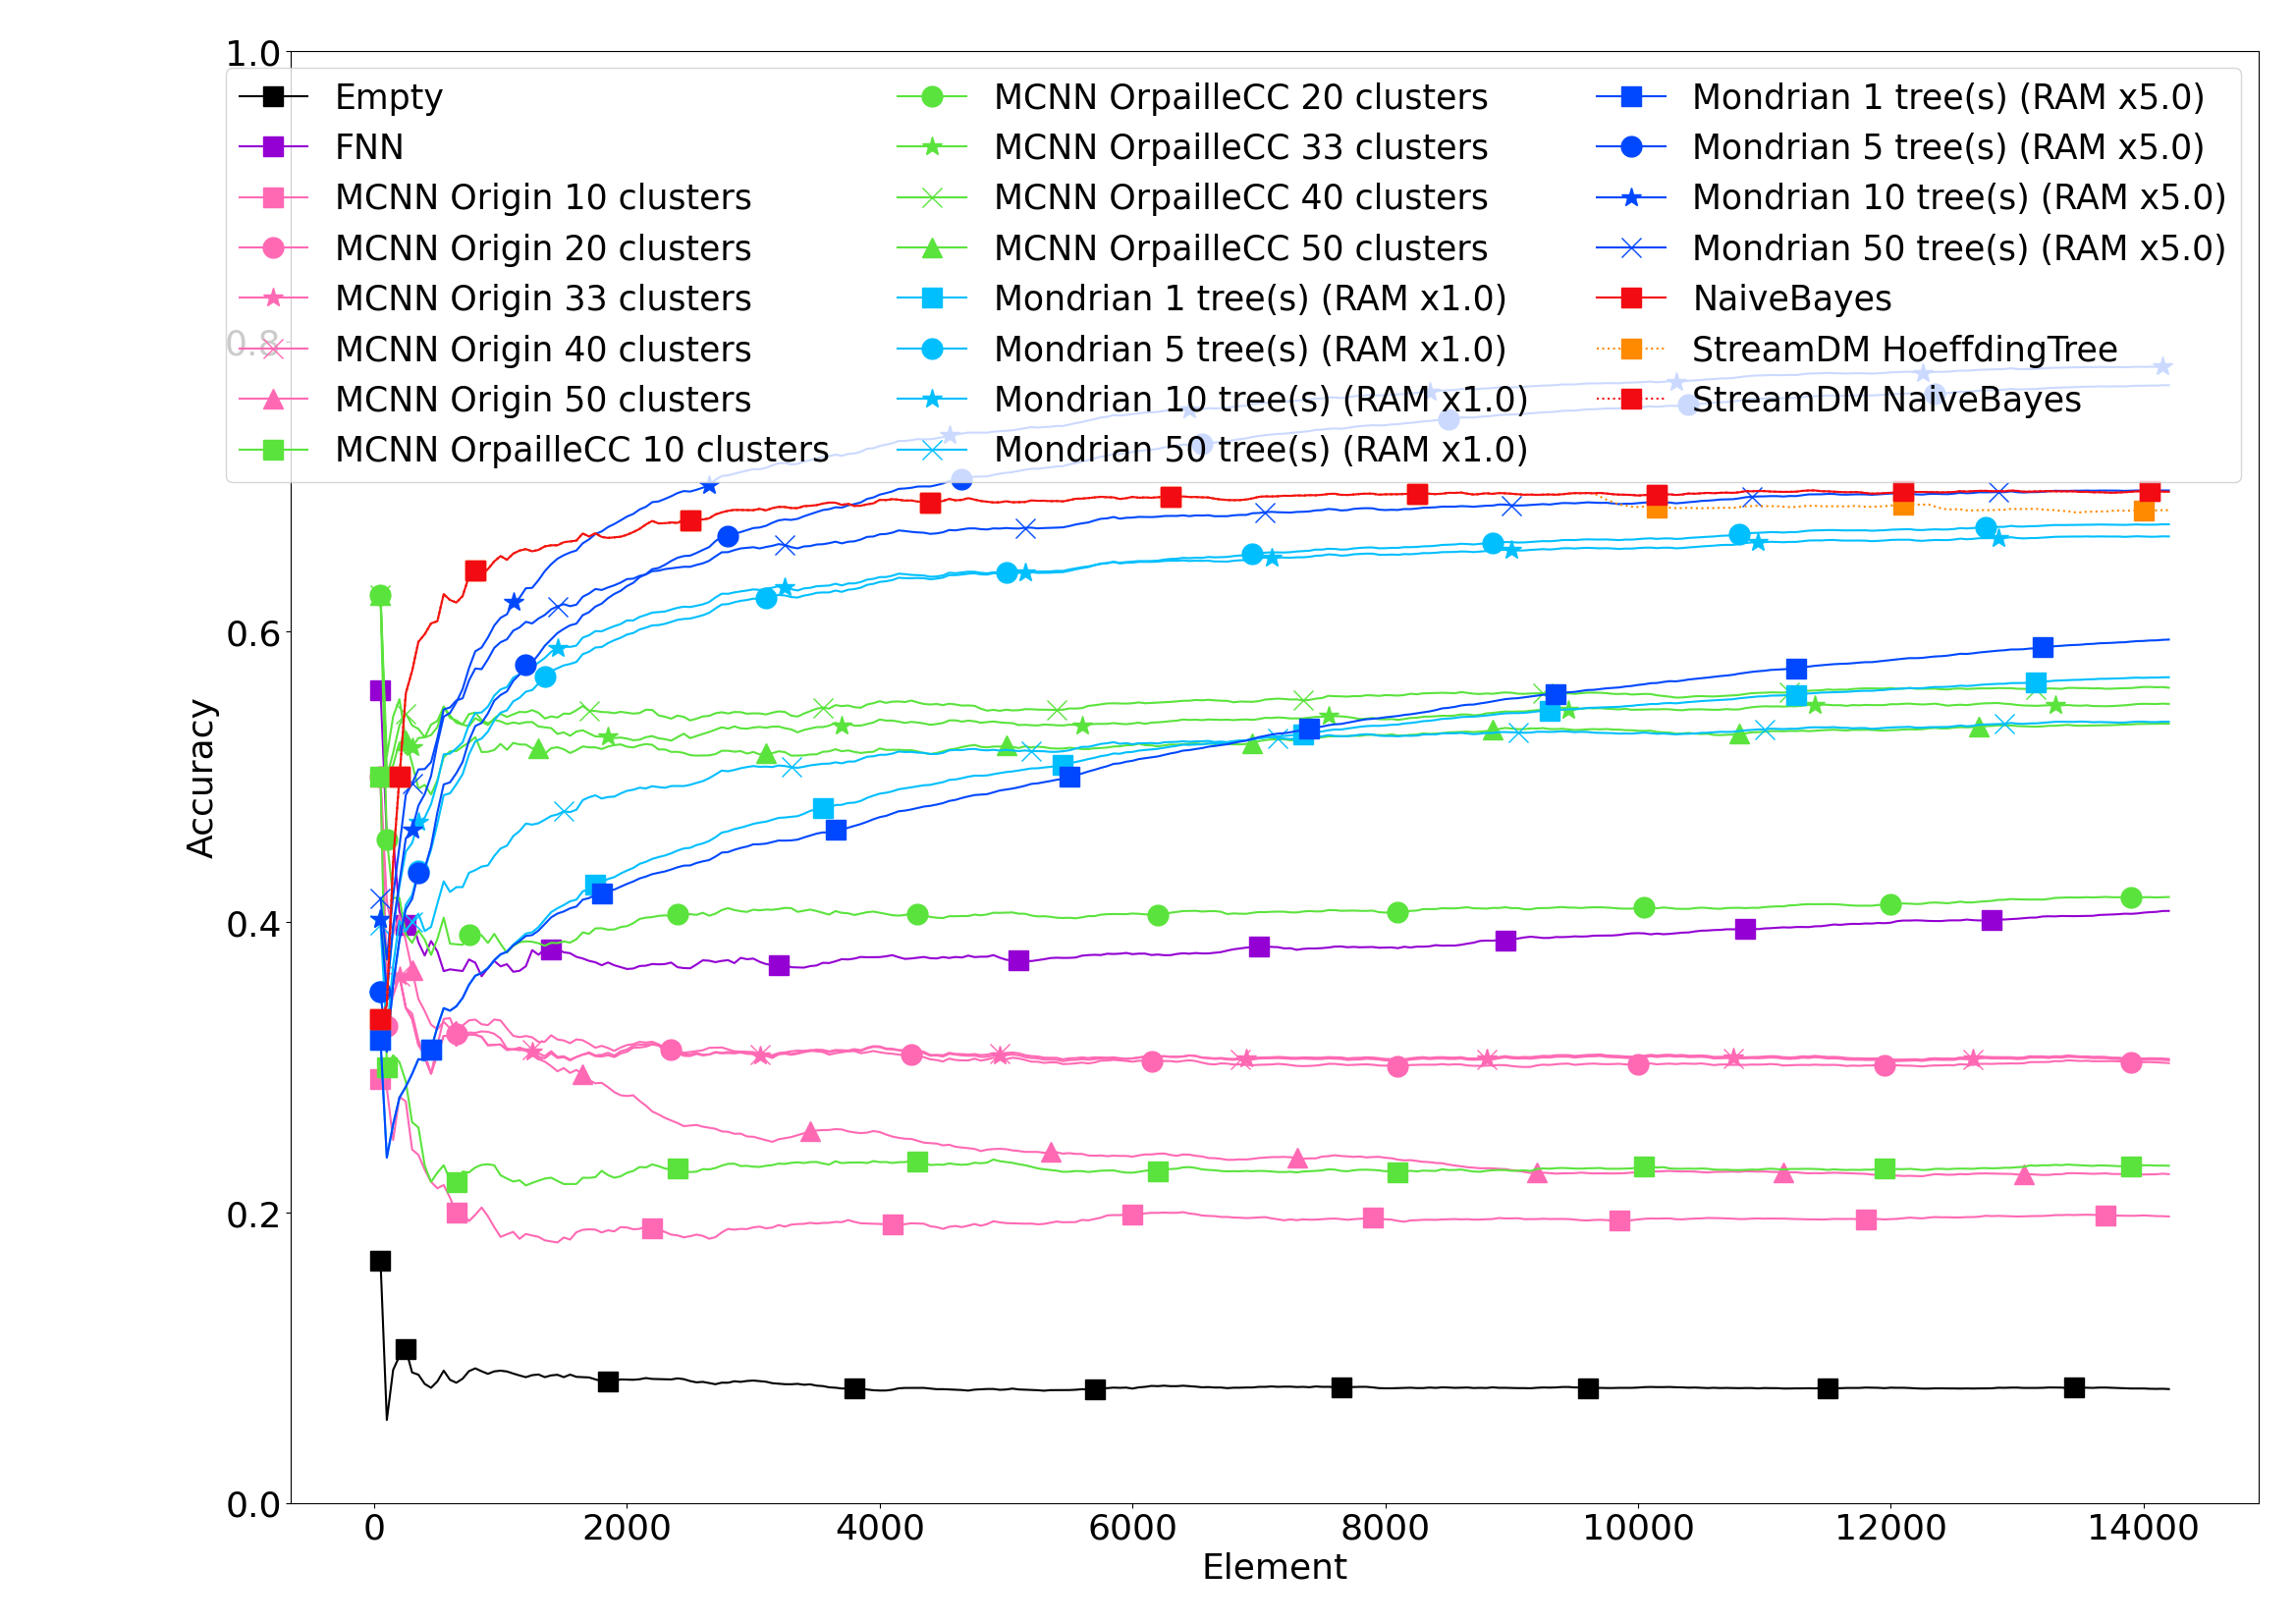 1.0
0.8
0.6
0.4
0.2
0.0
Accuracy
Empty
FNN
MCNN Origin 10 clusters
MCNN Origin 20 clusters
MCNN Origin 33 clusters
MCNN Origin 40 clusters
MCNN Origin 50 clusters
MCNN OrpailleCC 10 clusters
MCNN OrpailleCC 20 clusters
MCNN OrpailleCC 33 clusters
MCNN OrpailleCC 40 clusters
MCNN OrpailleCC 50 clusters
Mondrian 1 tree(s) (RAM x1.0)
Mondrian 5 tree(s) (RAM x1.0)
Mondrian 10 tree(s) (RAM x1.0)
Mondrian 50 tree(s) (RAM x1.0)
Mondrian 1 tree(s) (RAM x5.0)
Mondrian 5 tree(s) (RAM x5.0)
Mondrian 10 tree(s) (RAM x5.0)
Mondrian 50 tree(s) (RAM x5.0)
NaiveBayes
StreamDM HoeffdingTree
StreamDM NaiveBayes
0 2000 4000 6000 8000 10000 12000 14000
Element